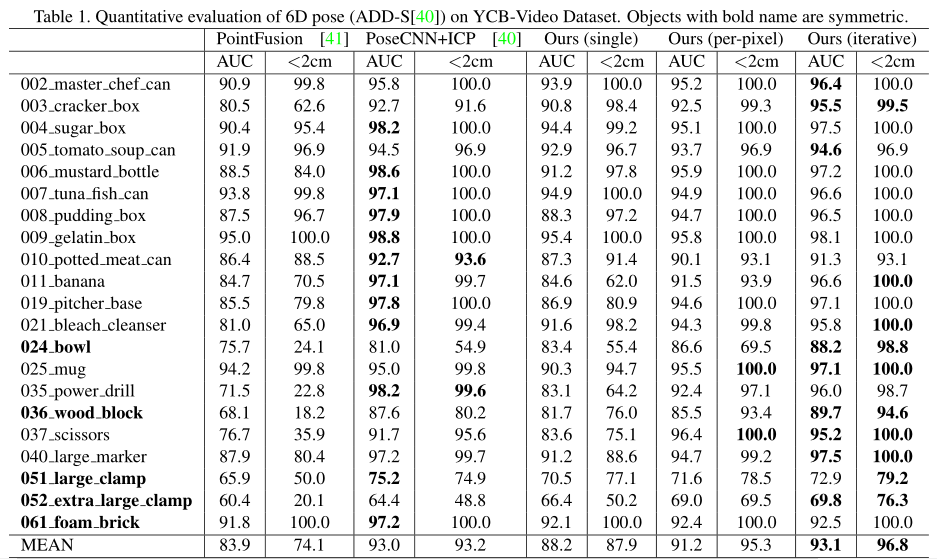 Table 1. Quantitative evaluation of 6D pose (ADD-S[40]) on YCB-Video Dataset. Objects with bold name are symmetric.
PointFusion [41] PoseCNN+ICP [40] Ours (single) Ours (per-pixel) Ours (iterative)
AUC <2cm AUC <2cm AUC <2cm AUC <2cm AUC <2cm
002_master_chef_can 90.9 99.8 95.8 100.0 93.9 100.0 95.2 100.0 96.4 100.0
003_cracker_box 80.5 62.6 92.7 91.6 90.8 98.4 92.5 99.3 95.5 99.5
004_sugar_box 90.4 95.4 98.2 100.0 94.4 99.2 95.1 100.0 97.5 100.0
005_tomato_soup_can 91.9 96.9 94.5 96.9 92.9 96.7 93.7 96.9 94.6 96.9
006_mustard_bottle 88.5 84.0 98.6 100.0 91.2 97.8 95.9 100.0 97.2 100.0
007_tuna_fish_can 93.8 99.8 97.1 100.0 94.9 100.0 94.9 100.0 96.6 100.0
008_pudding_box 87.5 96.7 97.9 100.0 88.3 97.2 94.7 100.0 96.5 100.0
009_gelatin_box 95.0 100.0 98.8 100.0 95.4 100.0 95.8 100.0 98.1 100.0
010_potted_meat_can 86.4 88.5 92.7 93.6 87.3 91.4 90.1 93.1 91.3 93.1
011_banana 84.7 70.5 97.1 99.7 84.6 62.0 91.5 93.9 96.6 100.0
019_pitcher_base 85.5 79.8 97.8 100.0 86.9 80.9 94.6 100.0 97.1 100.0
021_bleach_cleanser 81.0 65.0 96.9 99.4 91.6 98.2 94.3 99.8 95.8 100.0
024_bowl 75.7 24.1 81.0 54.9 83.4 55.4 86.6 69.5 88.2 98.8
025_mug 94.2 99.8 95.0 99.8 90.3 94.7 95.5 100.0 97.1 100.0
035_power_drill 71.5 22.8 98.2 99.6 83.1 64.2 92.4 97.1 96.0 98.7
036_wood_block 68.1 18.2 87.6 80.2 81.7 76.0 85.5 93.4 89.7 94.6
037_scissors 76.7 35.9 91.7 95.6 83.6 75.1 96.4 100.0 95.2 100.0
040_large_marker 87.9 80.4 97.2 99.7 91.2 88.6 94.7 99.2 97.5 100.0
051_large_clamp 65.9 50.0 75.2 74.9 70.5 77.1 71.6 78.5 72.9 79.2
052_extra_large_clamp 60.4 20.1 64.4 48.8 66.4 50.2 69.0 69.5 69.8 76.3
061_foam_brick 91.8 100.0 97.2 100.0 92.1 100.0 92.4 100.0 92.5 100.0
MEAN 83.9 74.1 93.0 93.2 88.2 87.9 91.2 95.3 93.1 96.8